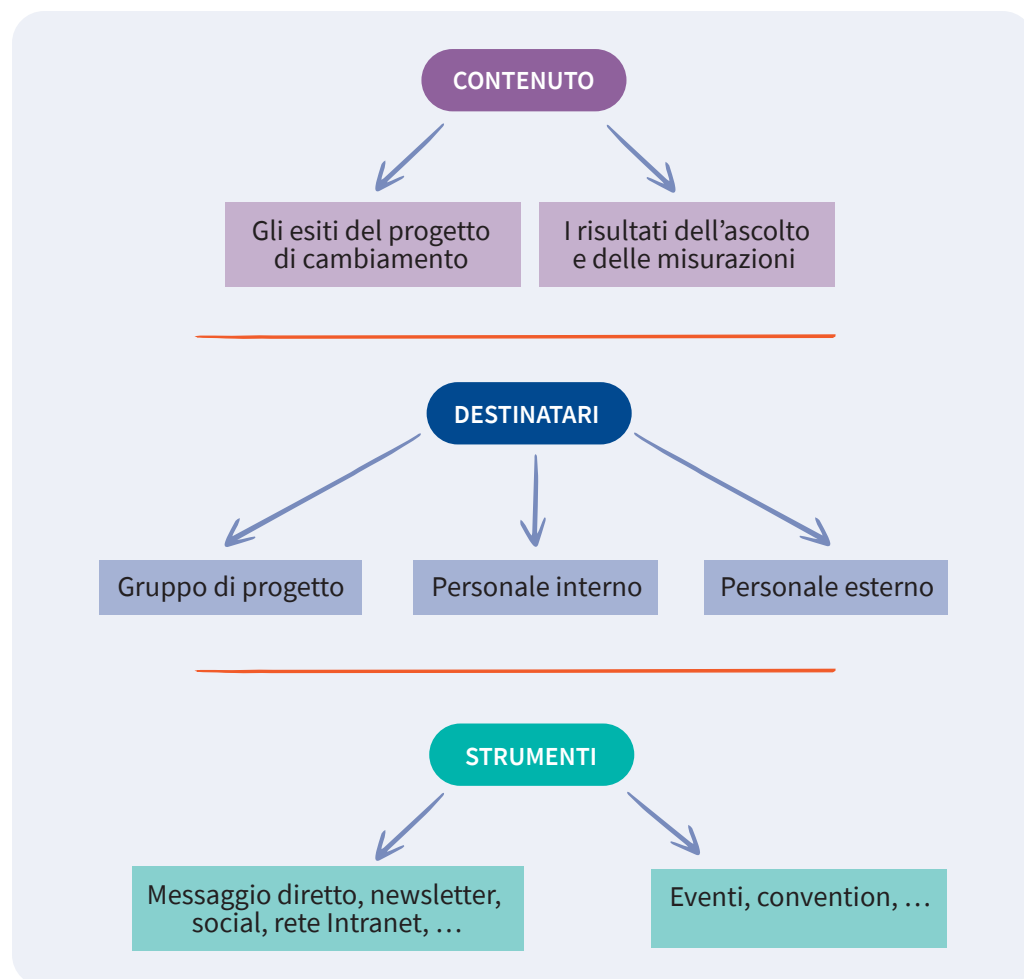 CONTENUTO
Gli esiti del progetto
di cambiamento
I risultati dell’ascolto
e delle misurazioni
DESTINATARI
Gruppo di progetto
Personale interno
Personale esterno
STRUMENTI
Messaggio diretto, newsletter,
social, rete Intranet, …
Eventi, convention, …